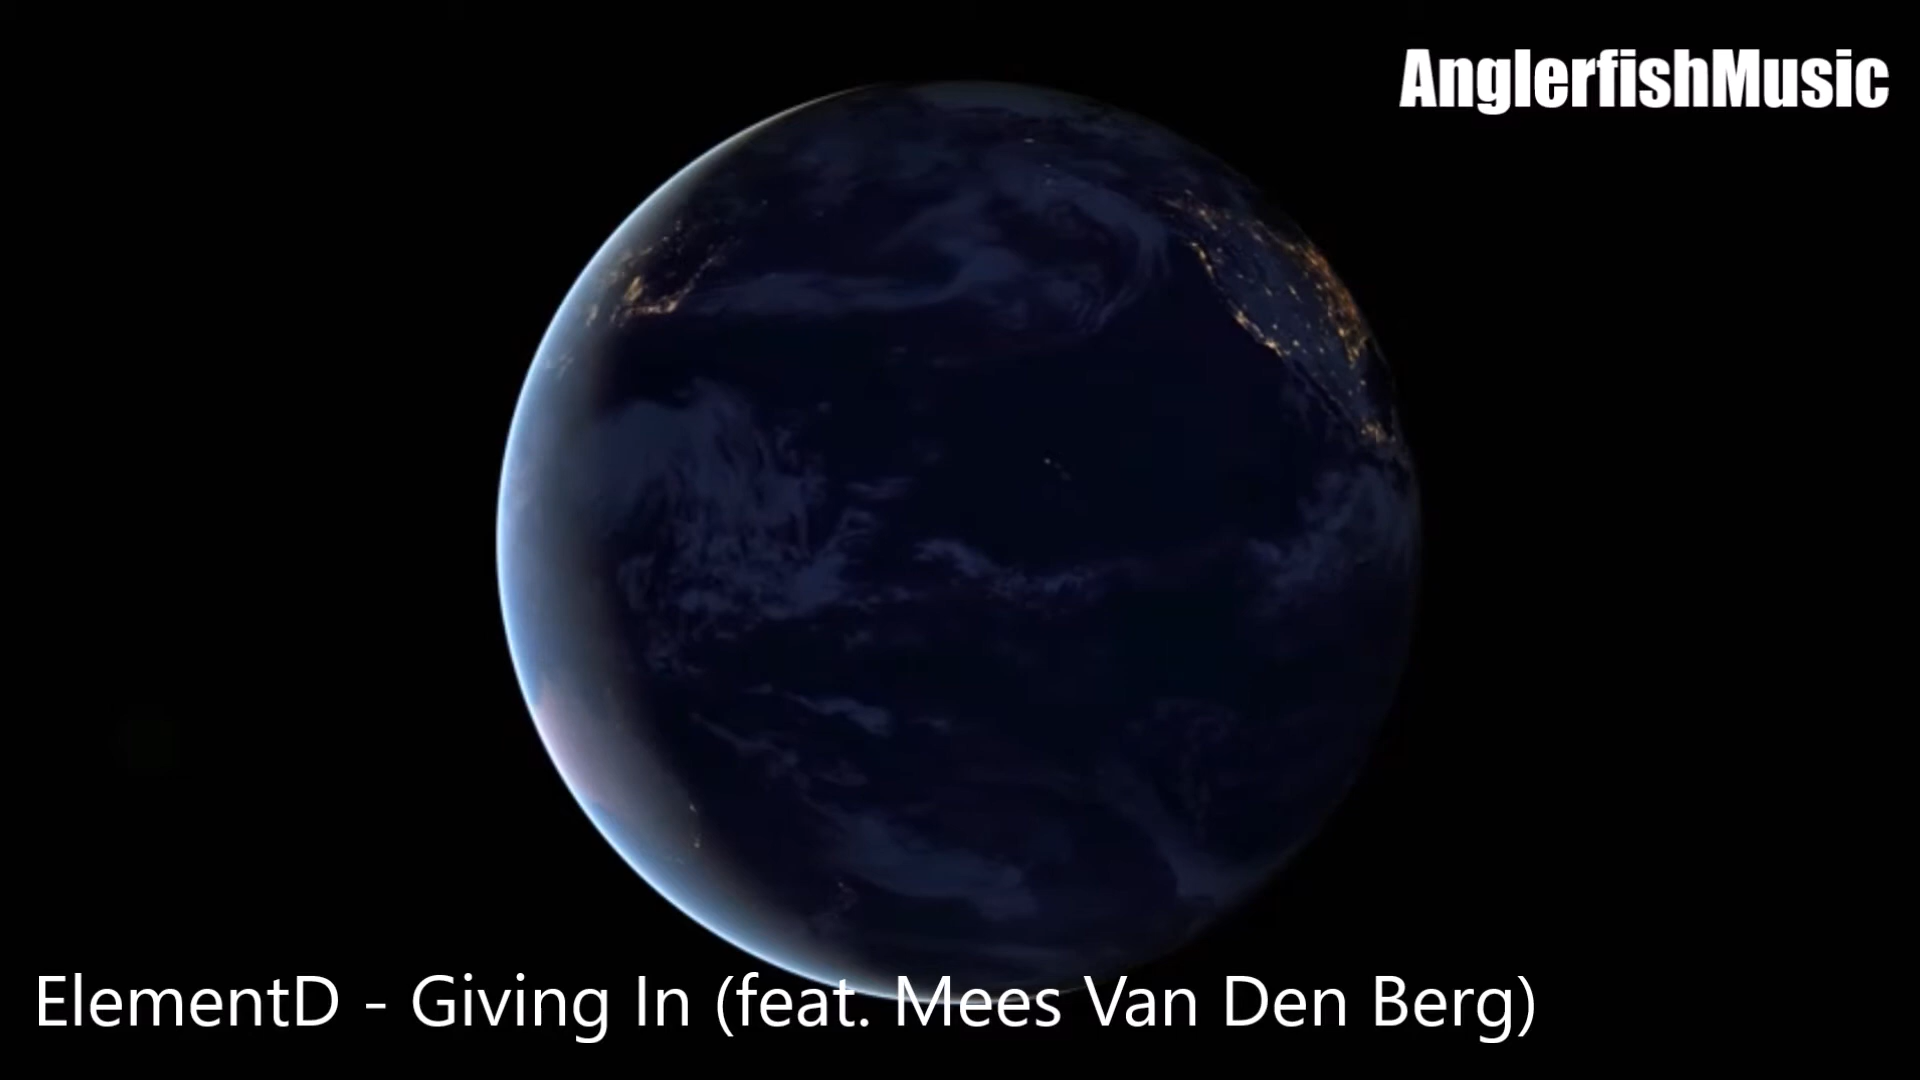 AnglerfishMusic
ElementD - Giving In (feat. Mees Van Den Berg)